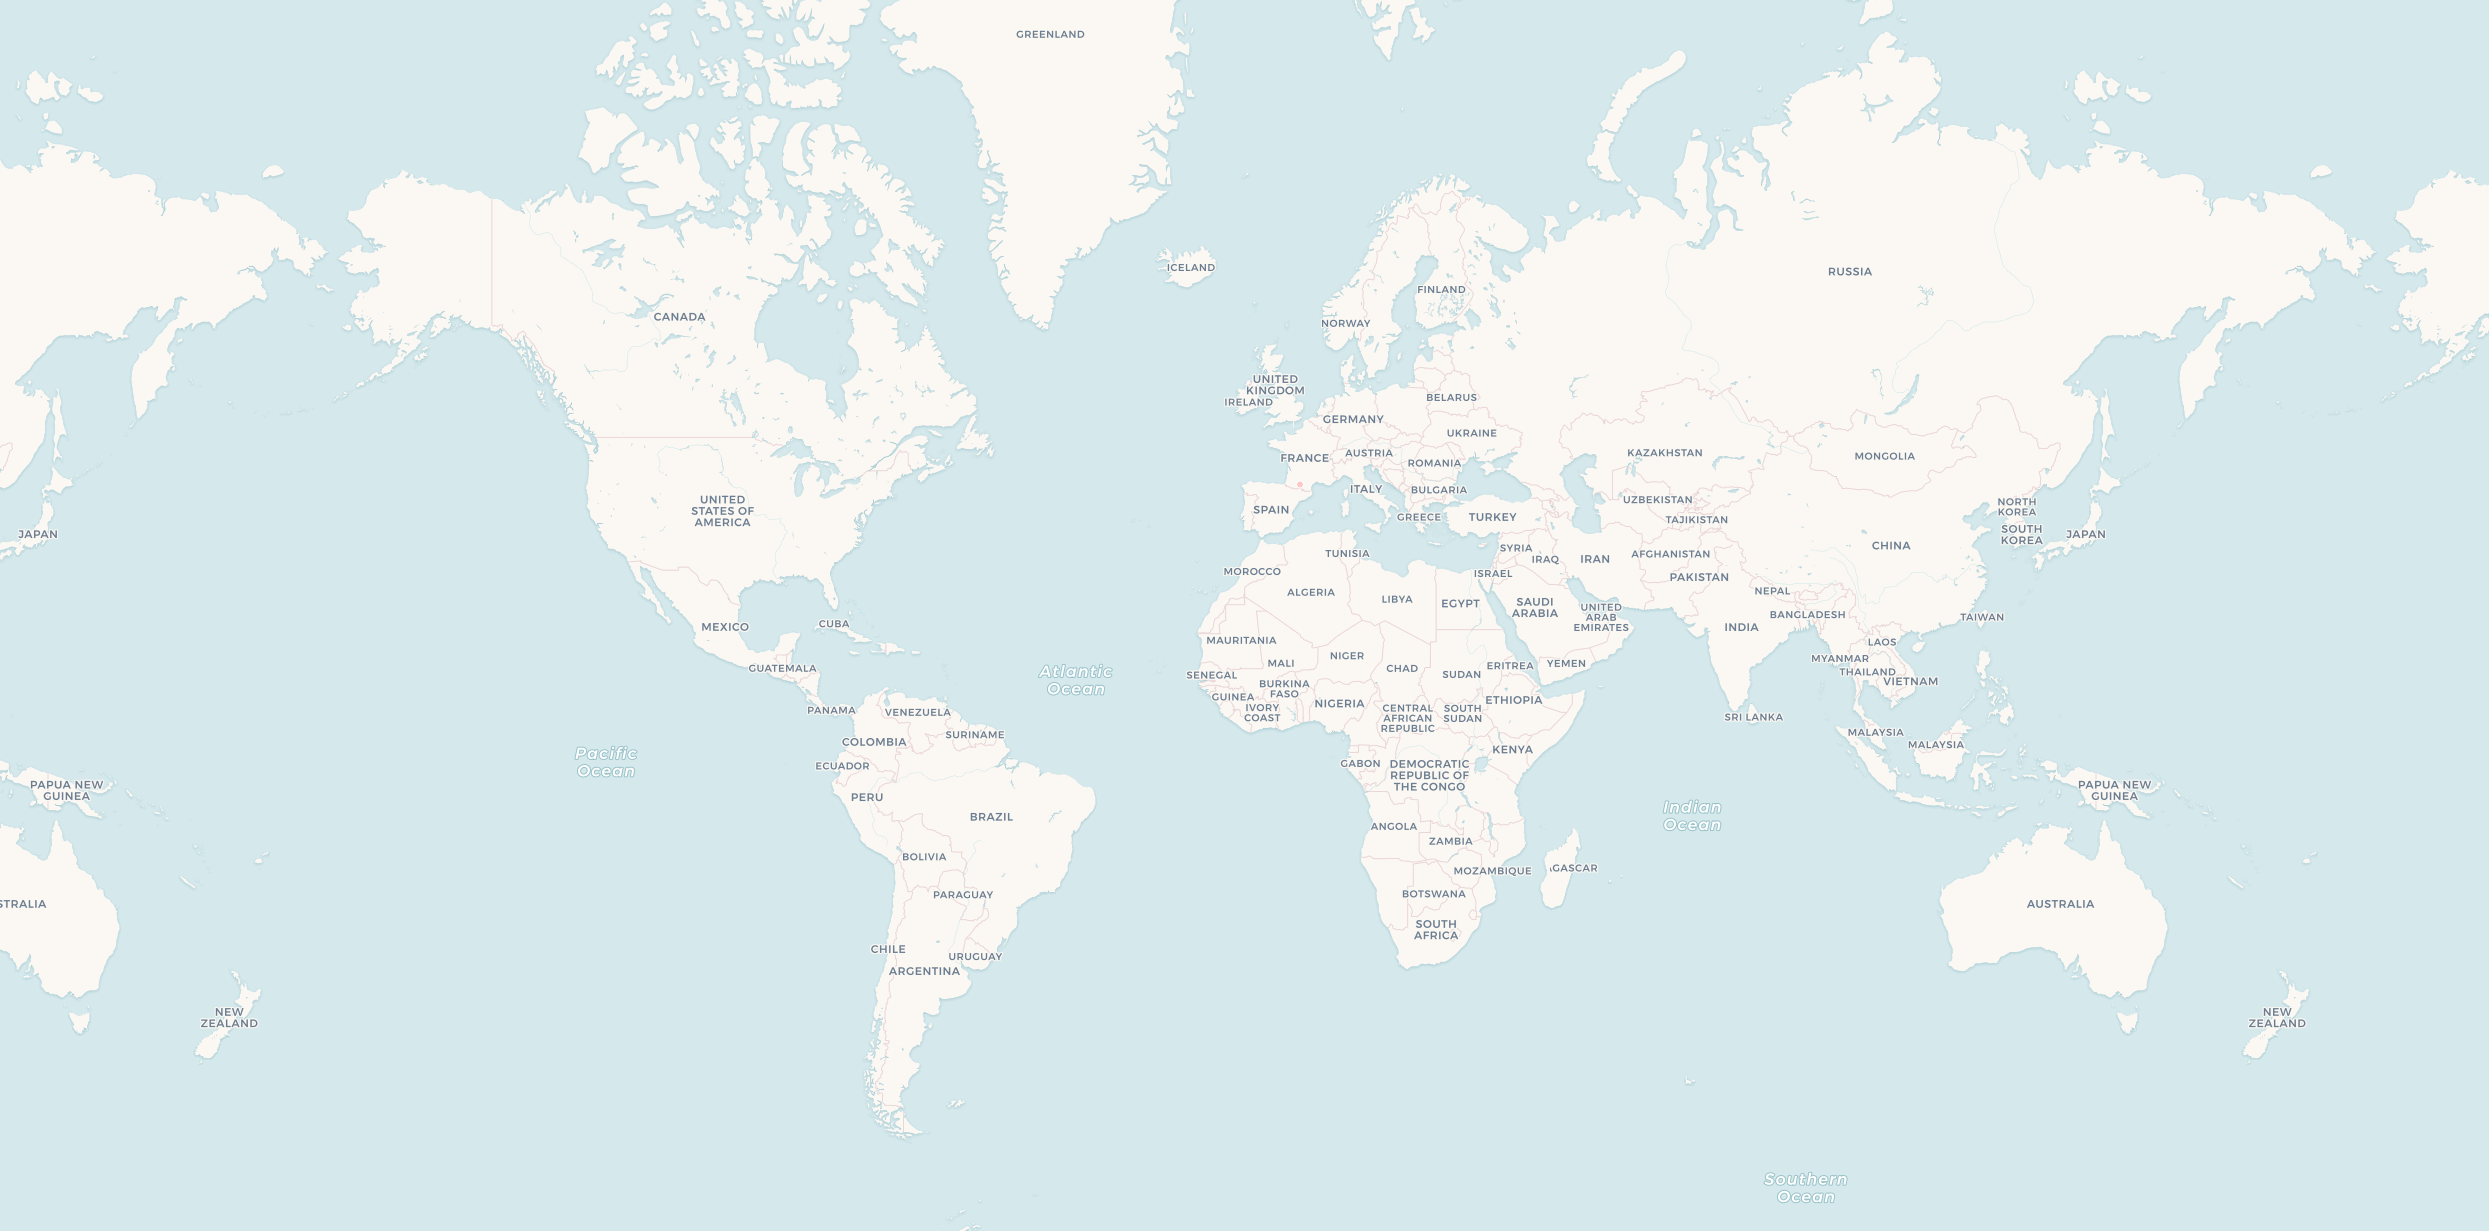 GREENLAND
ICELAND
RUSSIA
FINLAND
CANADA
NORWAY
UNITED
KINGDOM
IRELAND
BELARUS
GERMANY
UKRAINE
FRANCE
AUSTRIA
ROMANIA
KAZAKHSTAN
MONGOLIA
ITALY
BULGARIA
UNITED
STATES OF
AMERICA
SPAIN
GREECE
TURKEY
UZBEKISTAN
TAJIKISTAN
NORTH
KOREA
SOUTH
KOREA
JAPAN
JAPAN
TUNISIA
SYRIA
IRAQ
IRAN
AFGHANISTAN
CHINA
MOROCCO
ISRAEL
PAKISTAN
ALGERIA
LIBYA
EGYPT
SAUDI
ARABIA
UNITED
ARAB
EMIRATES
NEPAL
BANGLADESH
INDIA
TAIWAN
MEXICO
CUBA
MAURITANIA
LAOS
GUATEMALA
Atlantic
Ocean
SENEGAL
MALI
NIGER
CHAD
SUDAN
ERITREA
YEMEN
MYANMAR
THAILAND
VIETNAM
GUINEA
BURKINA
FASO
IVORY
COAST
NIGERIA
CENTRAL
AFRICAN
REPUBLIC
SOUTH
SUDAN
ETHIOPIA
SRI LANKA
PANAMA
VENEZUELA
COLOMBIA
SURINAME
MALAYSIA
MALAYSIA
Pacific
Ocean
ECUADOR
GABON
DEMOCRATIC
REPUBLIC OF
THE CONGO
KENYA
PAPUA NEW
GUINEA
PAPUA NEW
GUINEA
PERU
BRAZIL
Indian
Ocean
ANGOLA
ZAMBIA
BOLIVIA
MOZAMBIQUE
GASCAR
PARAGUAY
BOTSWANA
STRALIA
AUSTRALIA
SOUTH
AFRICA
CHILE
URUGUAY
ARGENTINA
NEW
ZEALAND
NEW
ZEALAND
Southern
Ocean